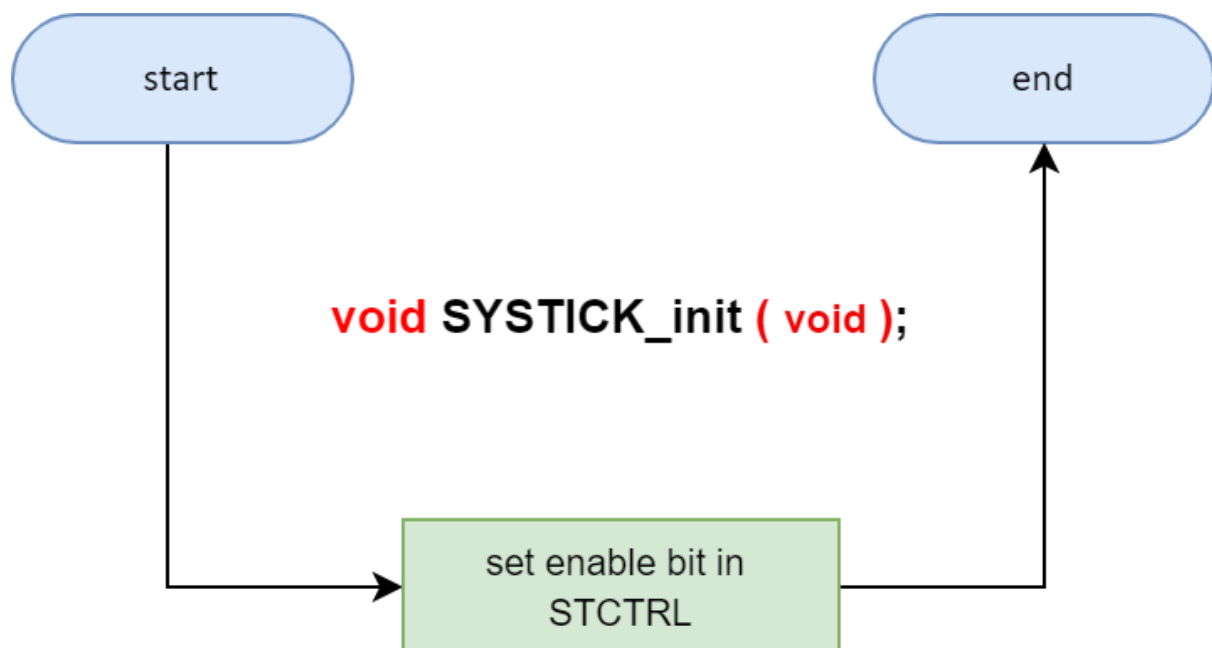 start
end
void SYSTICK_init ( void );
set enable bit in
STCTRL